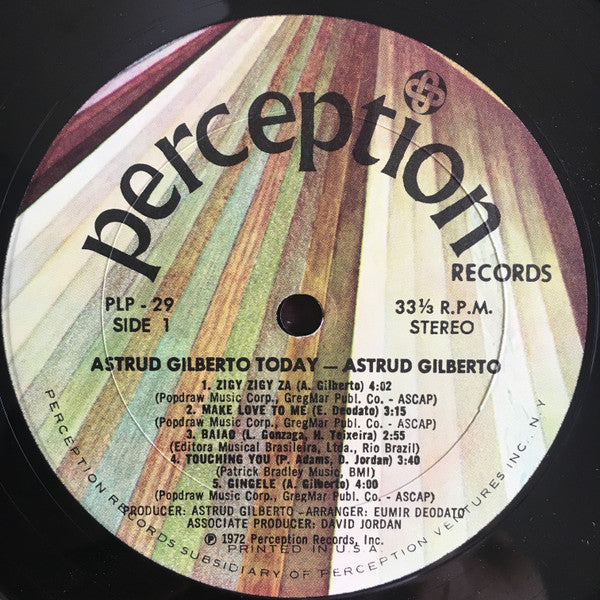 perception
RECORDS
PLP - 29
SIDE 1
33⅓ R.P.M.
STEREO
ASTRUD GILBERTO TODAY — ASTRUD GILBERTO
1. ZIGY ZIGY ZA (A. Gilberto) 4:02
(Popdraw Music Corp., GregMar Publ. Co. - ASCAP)
2. MAKE LOVE TO ME (E. Deodato) 3:15
(Popdraw Music Corp., GregMar Publ. Co. - ASCAP)
3. BAIAO (L. Gonzaga, H. Teixeira) 2:55
(Editora Musical Brasileira, Ltda., Rio Brazil)
4. TOUCHING YOU (P. Adams, D. Jordan) 3:40
(Patrick Bradley Music, BMI)
5. GINGELE (A. Gilberto) 4:00
(Popdraw Music Corp., GregMar Publ. Co. - ASCAP)
PRODUCER: ASTRUD GILBERTO - ARRANGER: EUMIR DEODATO
ASSOCIATE PRODUCER: DAVID JORDAN
℗ 1972 Perception Records, Inc.
PRINTED IN U.S.A.
PERCEPTION RECORDS SUBSIDIARY OF PERCEPTION VENTURES INC., N.Y.